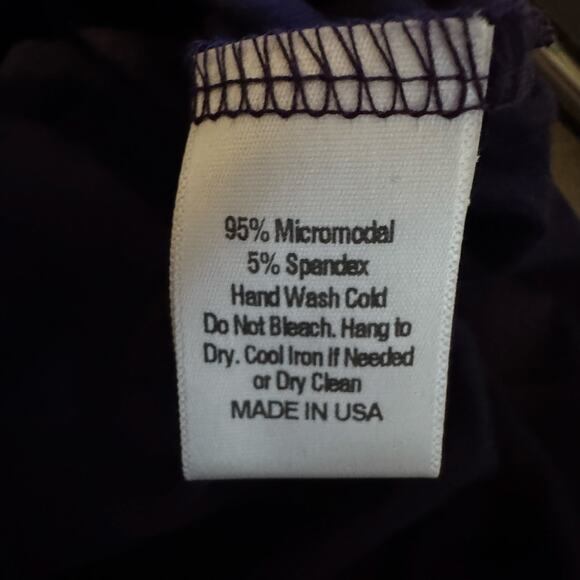 95% Micromodal
5% Spandex
Hand Wash Cold
Do Not Bleach. Hang to
Dry. Cool Iron If Needed
or Dry Clean
MADE IN USA